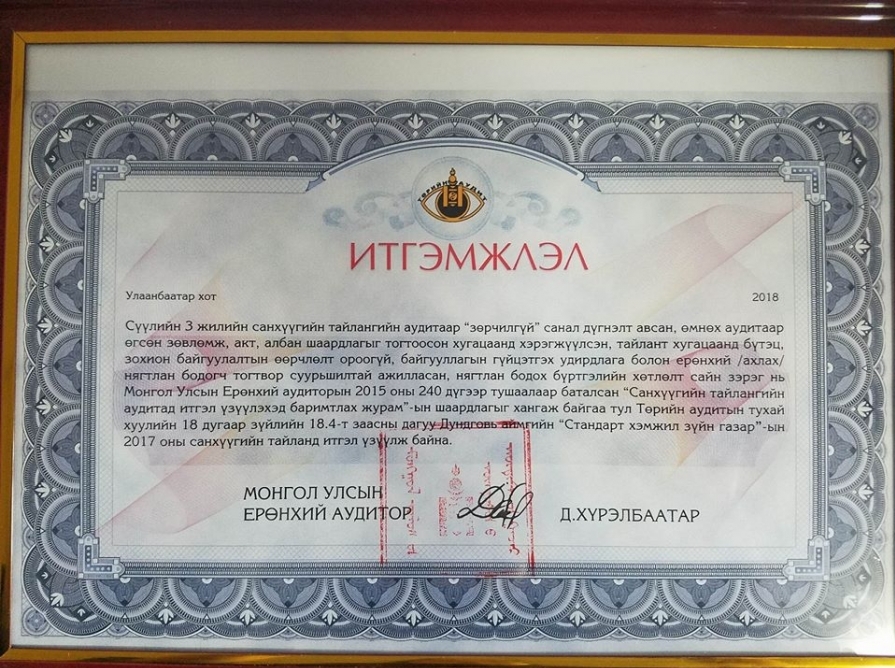 ТӨРИЙН АУДИТ
ИТГЭМЖЛЭЛ
Улаанбаатар хот 2018
Сүүлийн 3 жилийн санхүүгийн тайлангийн аудитаар “зөрчилгүй” санал дүгнэлт авсан, өмнөх аудитаар
өгсөн зөвлөмж, акт, албан шаардлагыг тогтоосон хугацаанд хэрэгжүүлсэн, тайлант хугацаанд бүтэц,
зохион байгуулалтын өөрчлөлт ороогүй, байгууллагын гүйцэтгэх удирдлага болон ерөнхий /ахлах/
нягтлан бодогч тогтвор суурьшилтай ажилласан, нягтлан бодох бүртгэлийн хөтлөлт сайн зэрэг нь
Монгол Улсын Ерөнхий аудиторын 2015 оны 240 дүгээр тушаалаар баталсан “Санхүүгийн тайлангийн
аудитад итгэл үзүүлэхэд баримтлах журам”-ын шаардлагыг хангаж байгаа тул Төрийн аудитын тухай
хуулийн 18 дугаар зүйлийн 18.4-т заасны дагуу Дундговь аймгийн “Стандарт хэмжил зүйн газар”-ын
2017 оны санхүүгийн тайланд итгэл үзүүлж байна.
МОНГОЛ УЛСЫН
ЕРӨНХИЙ АУДИТОР Д.ХҮРЭЛБААТАР